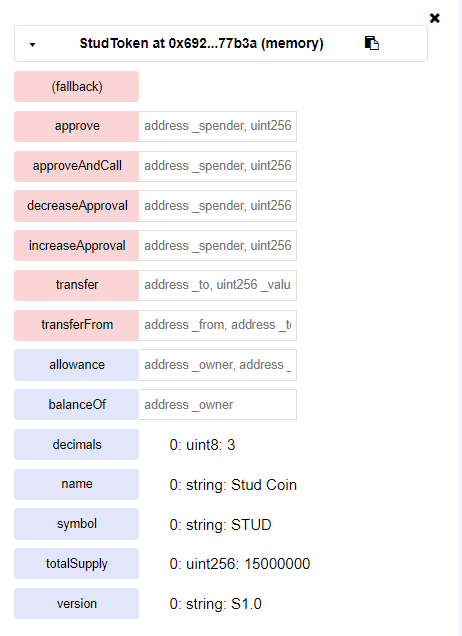 StudToken at 0x692...77b3a (memory)
(fallback)
approve address _spender, uint256
approveAndCall address _spender, uint256
decreaseApproval address _spender, uint256
increaseApproval address _spender, uint256
transfer address _to, uint256 _valu
transferFrom address _from, address _t
allowance address _owner, address _
balanceOf address _owner
decimals 0: uint8: 3
name 0: string: Stud Coin
symbol 0: string: STUD
totalSupply 0: uint256: 15000000
version 0: string: S1.0